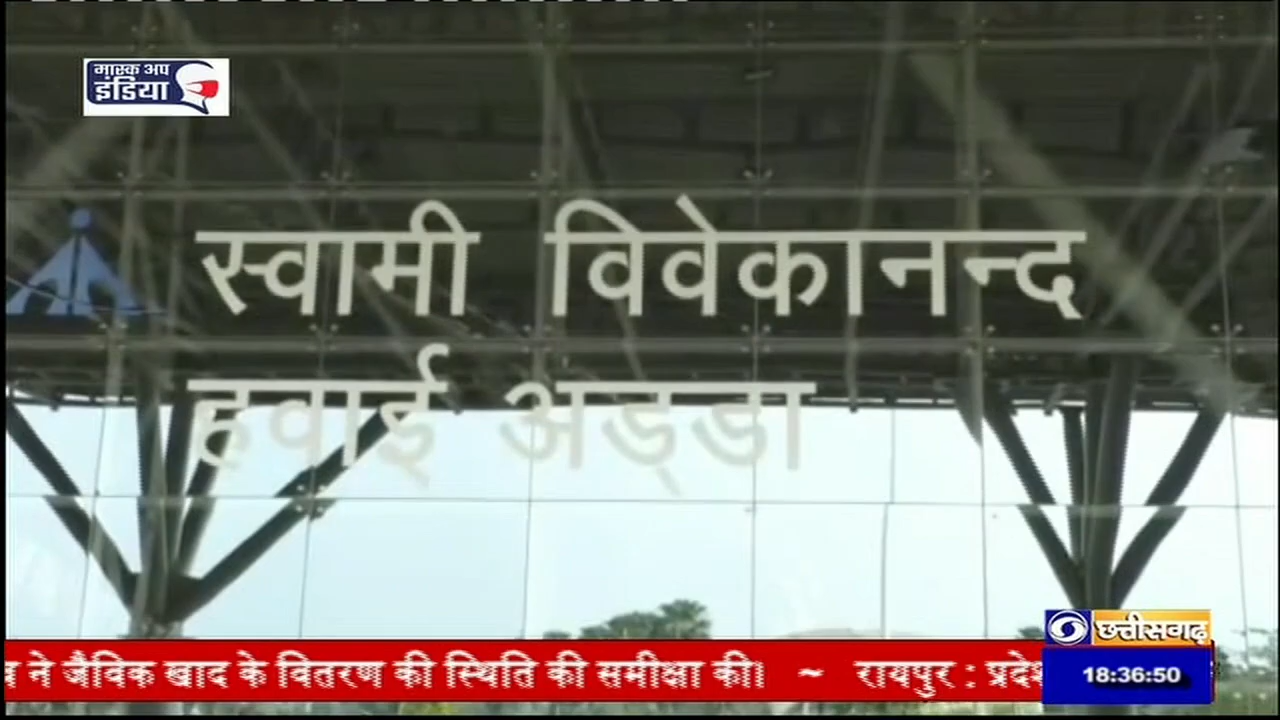 मास्क अप
इंडिया
स्वामी विवेकानन्द
हवाई अड्डा
छत्तीसगढ़
ने जैविक खाद के वितरण की स्थिति की समीक्षा की। ~ रायपुर : प्रदेश
18:36:50